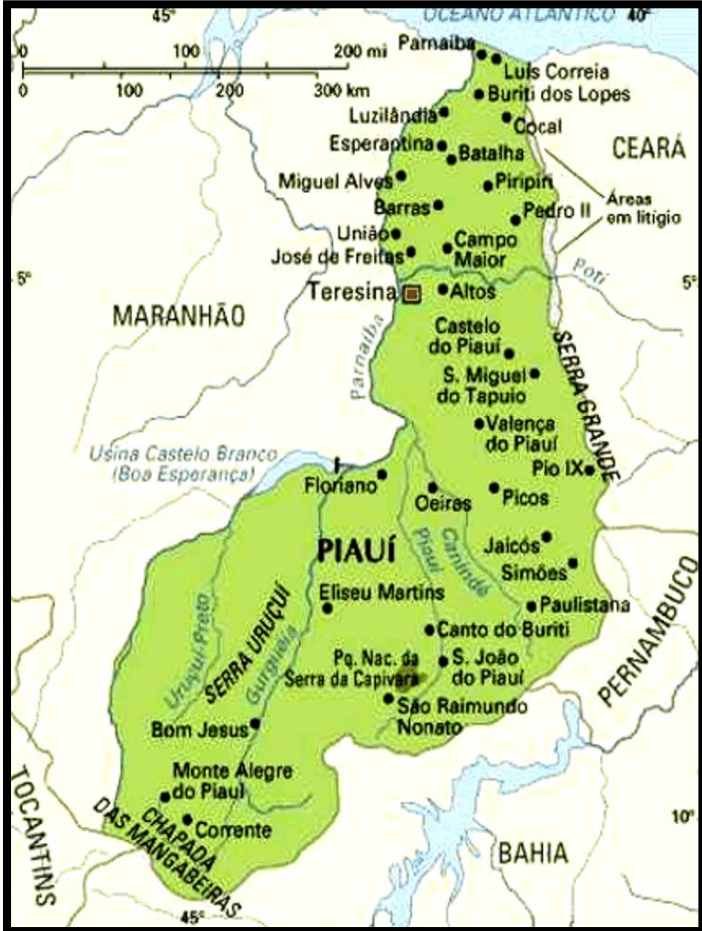 OCEANO ATLÂNTICO
45°
40°
0 100 200 mi
0 100 200 300 km
Parnaíba
Luís Correia
Buriti dos Lopes
Luzilândia
Cocal
CEARÁ
Esperantina
Batalha
Miguel Alves
Piripiri
Áreas
em litígio
Barras
Pedro II
União
Campo
Maior
José de Freitas
Poti
5°
5°
Teresina
Altos
MARANHÃO
Parnaíba
Castelo
do Piauí
SERRA GRANDE
S. Miguel
do Tapuio
Valença
do Piauí
Usina Castelo Branco
(Boa Esperança)
Pio IX
Floriano
Oeiras
Picos
PIAUÍ
Piauí
Canindé
Jaicós
Simões
Eliseu Martins
Paulistana
PERNAMBUCO
Uruçuí-Preto
SERRA URUÇUÍ
Gurgueia
Canto do Buriti
Pq. Nac. da
Serra da Capivara
S. João
do Piauí
São Raimundo
Nonato
Bom Jesus
Monte Alegre
do Piauí
TOCANTINS
CHAPADA
DAS MANGABEIRAS
Corrente
10°
BAHIA
45°